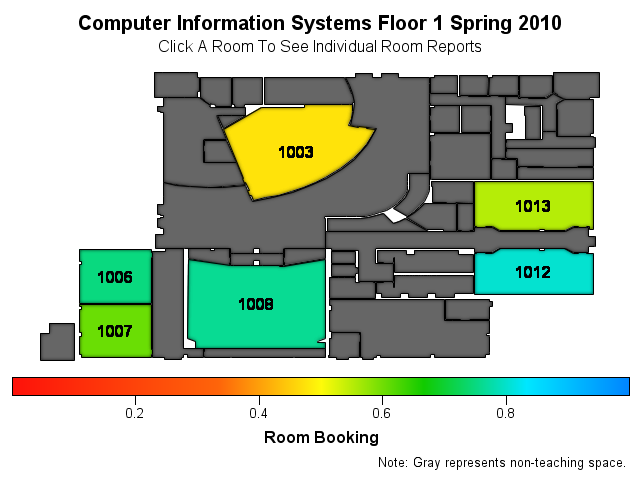 Computer Information Systems Floor 1 Spring 2010
Click A Room To See Individual Room Reports
1003
1013
1012
1006
1008
1007
0.2 0.4 0.6 0.8
Room Booking
Note: Gray represents non-teaching space.